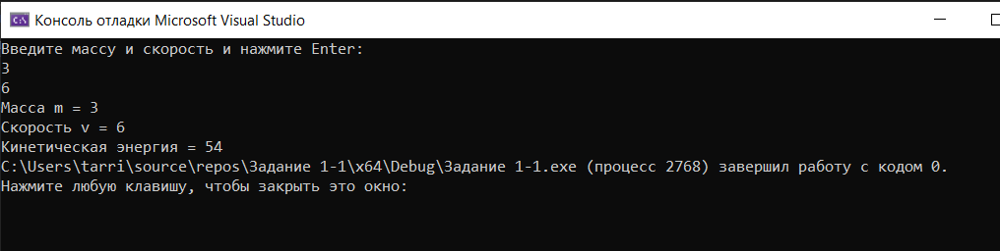 Консоль отладки Microsoft Visual Studio
Введите массу и скорость и нажмите Enter:
3
6
Масса m = 3
Скорость v = 6
Кинетическая энергия = 54
C:\Users\tarri\source\repos\Задание 1-1\x64\Debug\Задание 1-1.exe (процесс 2768) завершил работу с кодом 0.
Нажмите любую клавишу, чтобы закрыть это окно: